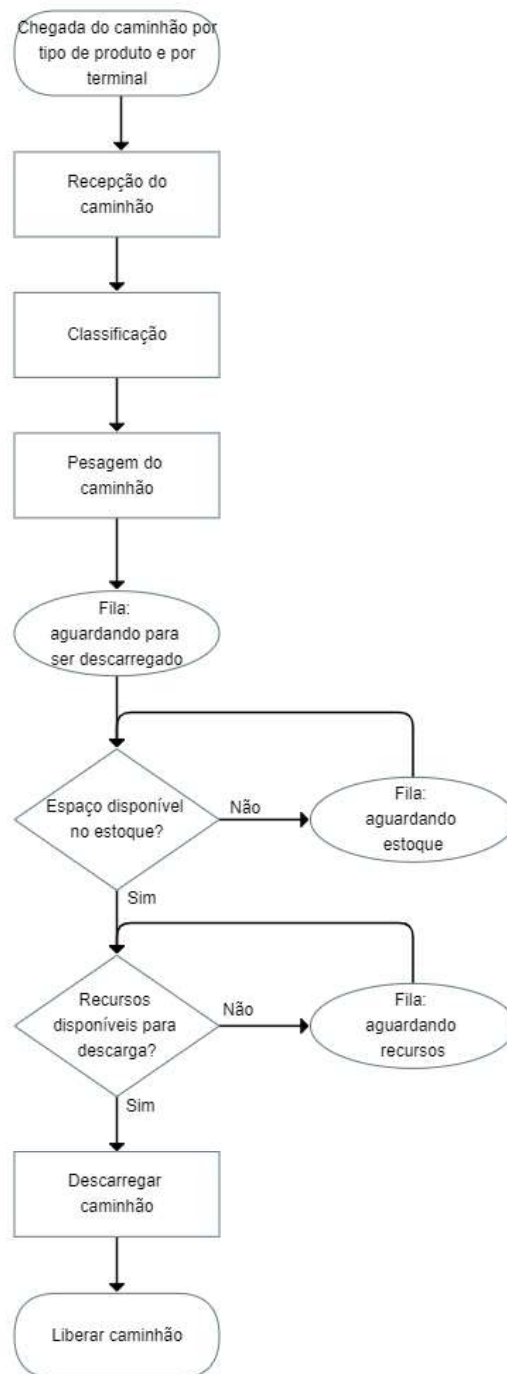 Chegada do caminhão por
tipo de produto e por
terminal
Recepção do
caminhão
Classificação
Pesagem do
caminhão
Fila:
aguardando para
ser descarregado
Espaço disponível
no estoque?
Não
Fila:
aguardando
estoque
Sim
Recursos
disponíveis para
descarga?
Não
Fila:
aguardando
recursos
Sim
Descarregar
caminhão
Liberar caminhão